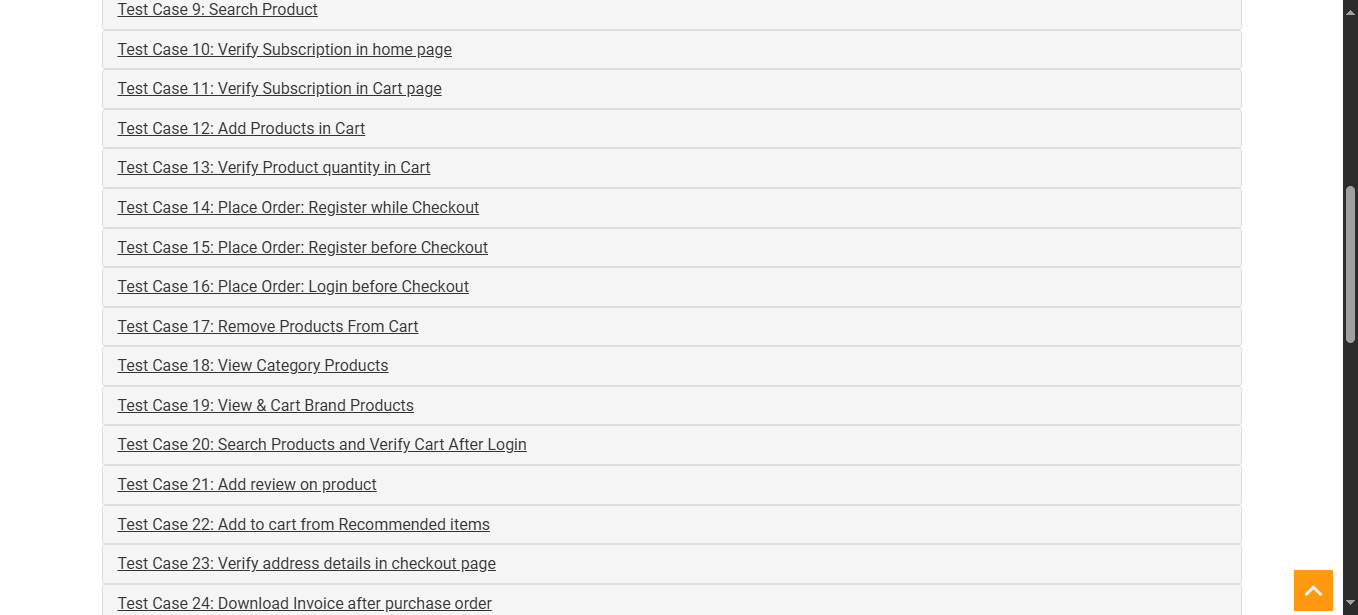 Test Case 9: Search Product
Test Case 10: Verify Subscription in home page
Test Case 11: Verify Subscription in Cart page
Test Case 12: Add Products in Cart
Test Case 13: Verify Product quantity in Cart
Test Case 14: Place Order: Register while Checkout
Test Case 15: Place Order: Register before Checkout
Test Case 16: Place Order: Login before Checkout
Test Case 17: Remove Products From Cart
Test Case 18: View Category Products
Test Case 19: View & Cart Brand Products
Test Case 20: Search Products and Verify Cart After Login
Test Case 21: Add review on product
Test Case 22: Add to cart from Recommended items
Test Case 23: Verify address details in checkout page
Test Case 24: Download Invoice after purchase order